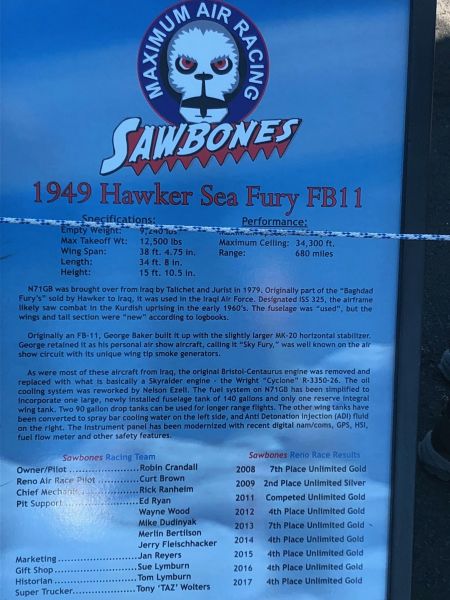 MAXIMUM AIR RACING
SAWBONES
1949 Hawker Sea Fury FB11
Specifications: Performance:
Empty Weight: 9,240 lbs
Max Takeoff Wt: 12,500 lbs Maximum Ceiling: 34,300 ft.
Wing Span: 38 ft. 4.75 in. Range: 680 miles
Length: 34 ft. 8 in.
Height: 15 ft. 10.5 in.
N71GB was brought over from Iraq by Tallchet and Jurist in 1979. Originally part of the "Baghdad
Fury's" sold by Hawker to Iraq, it was used in the Iraqi Air Force. Designated ISS 325, the airframe
likely saw combat in the Kurdish uprising in the early 1960's. The fuselage was "used", but the
wings and tail section were "new" according to logbooks.
Originally an FB-11, George Baker built it up with the slightly larger MK-20 horizontal stabilizer.
George retained it as his personal air show aircraft, calling it "Sky Fury," was well known on the air
show circuit with its unique wing tip smoke generators.
As were most of these aircraft from Iraq, the original Bristol-Centaurus engine was removed and
replaced with what is basically a Skyraider engine - the Wright "Cyclone" R-3350-26. The oil
cooling system was reworked by Nelson Ezell. The fuel system on N71GB has been simplified to
incorporate one large, newly installed fuselage tank of 140 gallons and only one reserve integral
wing tank. Two 90 gallon drop tanks can be used for longer range flights. The other wing tanks have
been converted to spray bar cooling water on the left side, and Anti Detonation Injection (ADI) fluid
on the right. The instrument panel has been modernized with recent digital nam/coms, GPS, HSI,
fuel flow meter and other safety features.
Sawbones Racing Team Sawbones Reno Race Results
Owner/Pilot Robin Crandall 2008 7th Place Unlimited Gold
Reno Air Race Pilot Curt Brown 2009 2nd Place Unlimited Silver
Chief Mechanic Rick Ranheim 2011 Competed Unlimited Gold
Pit Support Ed Ryan 2012 4th Place Unlimited Gold
Wayne Wood 2013 7th Place Unlimited Gold
Mike Dudinyak 2014 4th Place Unlimited Gold
Merlin Bertilson 2015 4th Place Unlimited Gold
Jerry Fleischhacker 2016 4th Place Unlimited Gold
Marketing Jan Reyers 2017 4th Place Unlimited Gold
Gift Shop Sue Lymburn
Historian Tom Lymburn
Super Trucker Tony 'TAZ' Wolters